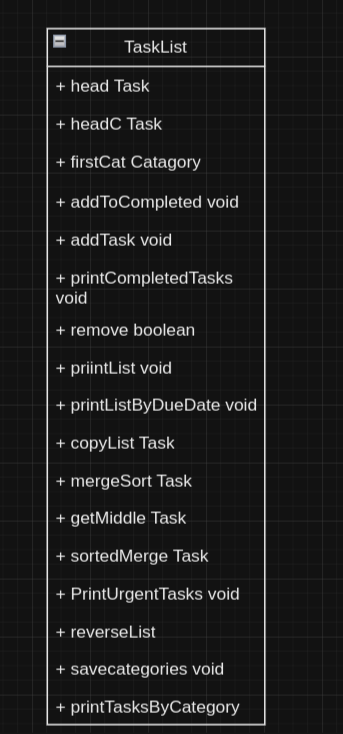 TaskList
+ head Task
+ headC Task
+ firstCat Catagory
+ addToCompleted void
+ addTask void
+ printCompletedTasks
void
+ remove boolean
+ priintList void
+ printListByDueDate void
+ copyList Task
+ mergeSort Task
+ getMiddle Task
+ sortedMerge Task
+ PrintUrgentTasks void
+ reverseList
+ savecategories void
+ printTasksByCategory